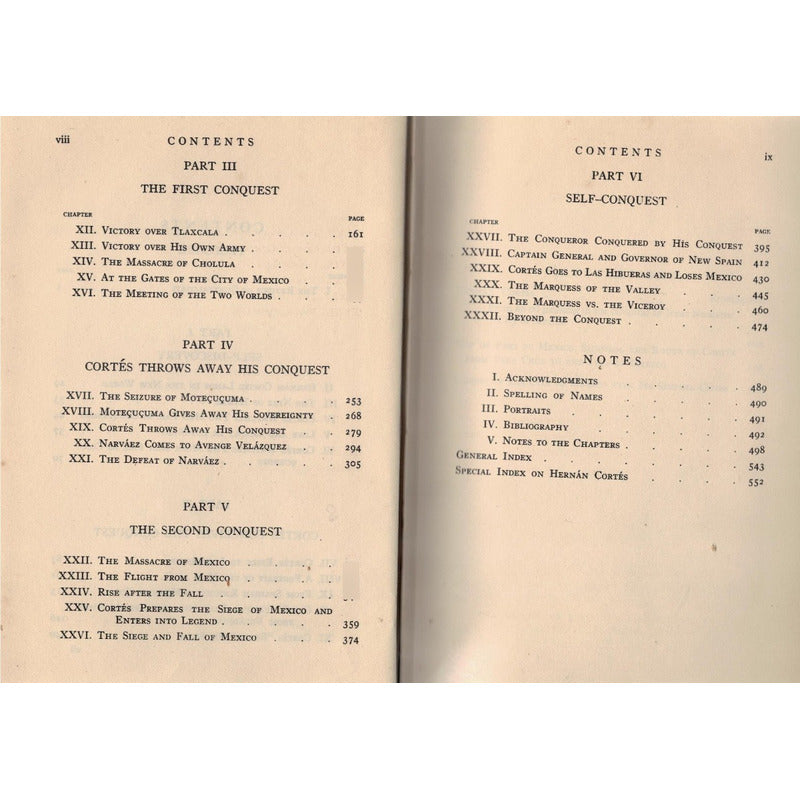 viii
CONTENTS
PART III
THE FIRST CONQUEST
CHAPTER PAGE
XII. VICTORY OVER TLAXCALA . . . . . 161
XIII. VICTORY OVER HIS OWN ARMY . . . .
XIV. THE MASSACRE OF CHOLULA . . . .
XV. AT THE GATES OF THE CITY OF MEXICO . .
XVI. THE MEETING OF THE TWO WORLDS . . .
PART IV
CORTÉS THROWS AWAY HIS CONQUEST
XVII. THE SEIZURE OF MOTEÇUÇUMA . . . . 253
XVIII. MOTEÇUÇUMA GIVES AWAY HIS SOVEREIGNTY . 268
XIX. CORTÉS THROWS AWAY HIS CONQUEST . . 279
XX. NARVÁEZ COMES TO AVENGE VELÁZQUEZ . . 294
XXI. THE DEFEAT OF NARVÁEZ . . . . . 305
PART V
THE SECOND CONQUEST
XXII. THE MASSACRE OF MEXICO . . . .
XXIII. THE FLIGHT FROM MEXICO . . . .
XXIV. RISE AFTER THE FALL . . . . .
XXV. CORTÉS PREPARES THE SIEGE OF MEXICO AND
ENTERS INTO LEGEND . . . . . 359
XXVI. THE SIEGE AND FALL OF MEXICO . . . 374
CONTENTS ix
PART VI
SELF-CONQUEST
CHAPTER PAGE
XXVII. THE CONQUEROR CONQUERED BY HIS CONQUEST 395
XXVIII. CAPTAIN GENERAL AND GOVERNOR OF NEW SPAIN 412
XXIX. CORTÉS GOES TO LAS HIBUERAS AND LOSES MEXICO 430
XXX. THE MARQUESS OF THE VALLEY . . . 445
XXXI. THE MARQUESS VS. THE VICEROY . . . 460
XXXII. BEYOND THE CONQUEST . . . . . 474
NOTES
I. ACKNOWLEDGMENTS . . . . . 489
II. SPELLING OF NAMES . . . . . 490
III. PORTRAITS . . . . . . 491
IV. BIBLIOGRAPHY . . . . . . 492
V. NOTES TO THE CHAPTERS . . . . . 498
GENERAL INDEX . . . . . . . 543
SPECIAL INDEX ON HERNÁN CORTÉS . . . . 552